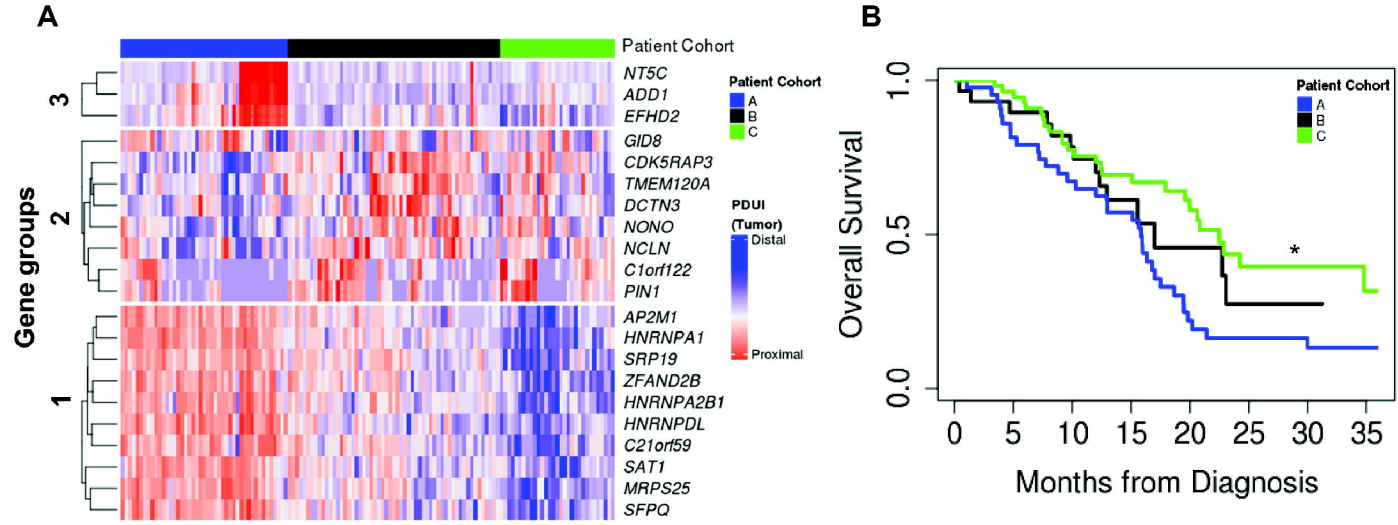 A
Patient Cohort
NT5C
ADD1
EFHD2
GID8
CDK5RAP3
TMEM120A
DCTN3
NONO
NCLN
C1orf122
PIN1
AP2M1
HNRNPA1
SRP19
ZFAND2B
HNRNPA2B1
HNRNPDL
C21orf59
SAT1
MRPS25
SFPQ
Gene groups
3
2
1
Patient Cohort
A
B
C
PDUI
(Tumor)
Distal
Proximal
B
Patient Cohort
A
B
C
Overall Survival
1.0
0.5
0.0
*
0 5 10 15 20 25 30 35
Months from Diagnosis